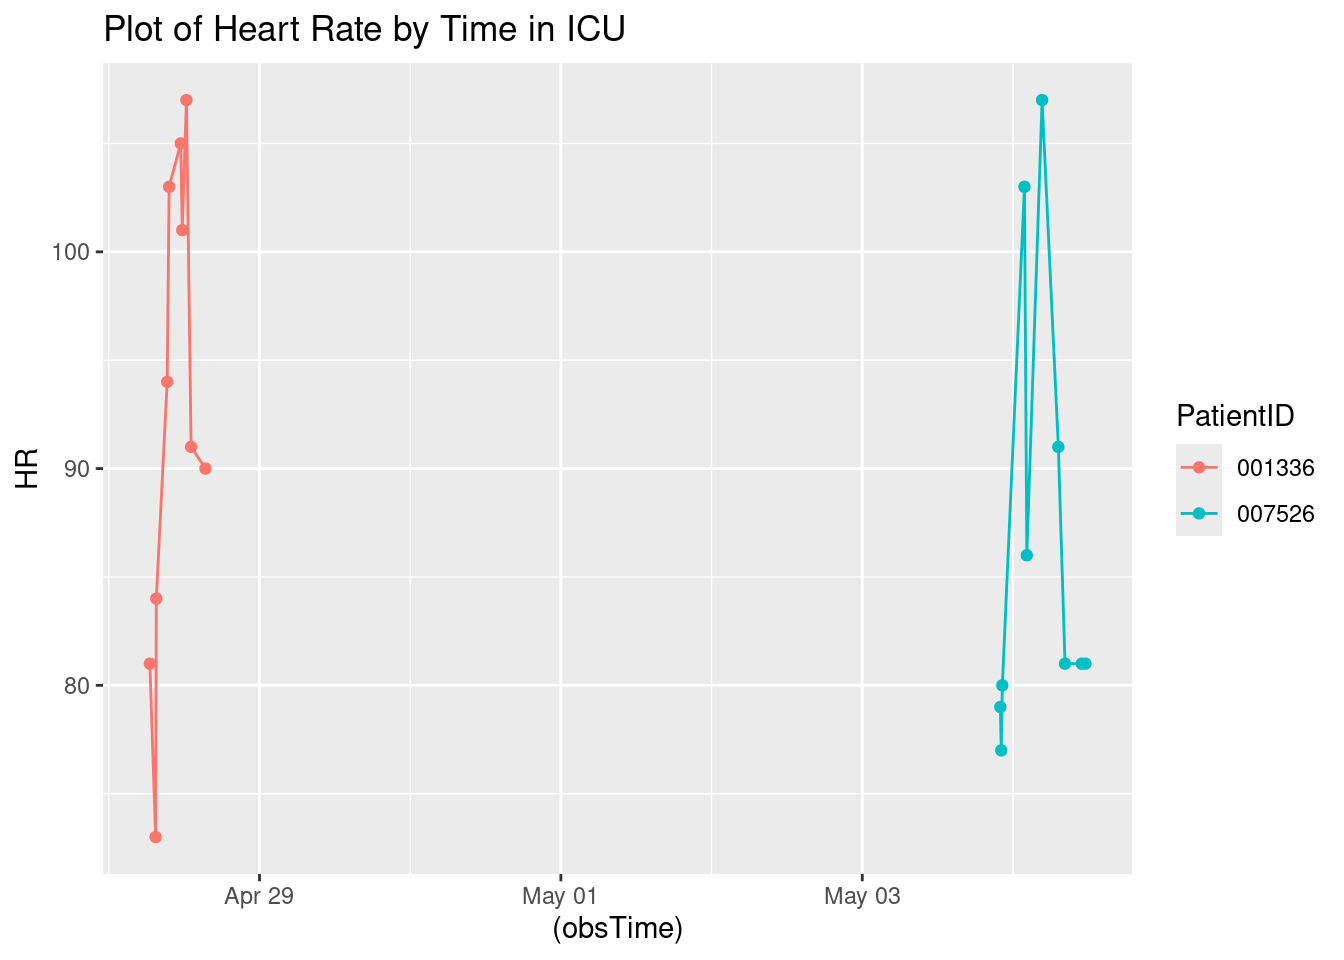 Plot of Heart Rate by Time in ICU
HR
100
90
80
Apr 29
May 01
May 03
(obsTime)
PatientID
001336
007526